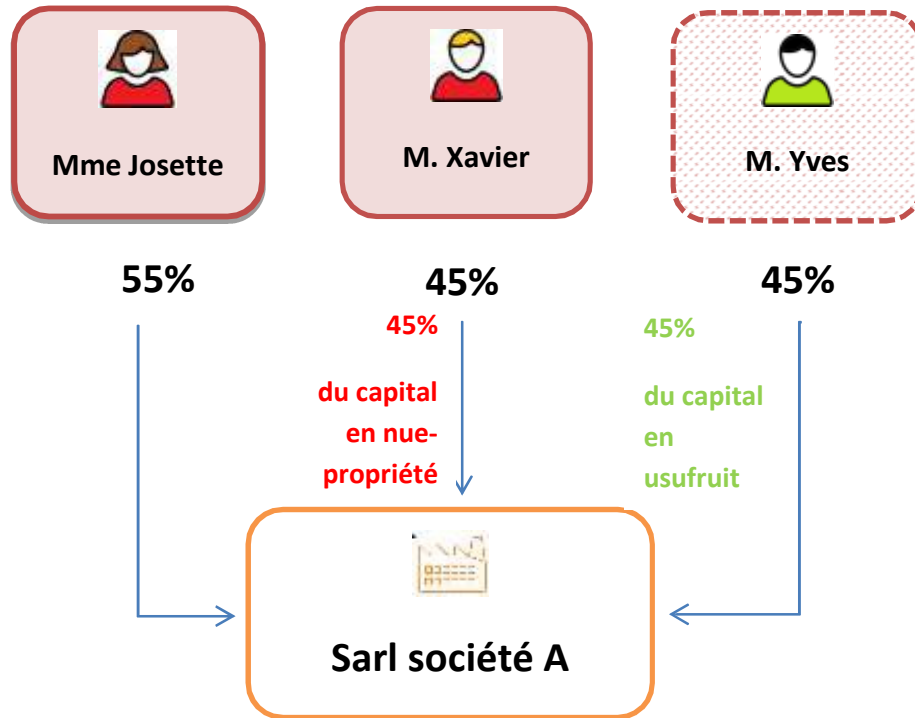 Mme Josette
M. Xavier
M. Yves
55%
45%
45%
45%
du capital
en nue-
propriété
45%
du capital
en
usufruit
Sarl société A